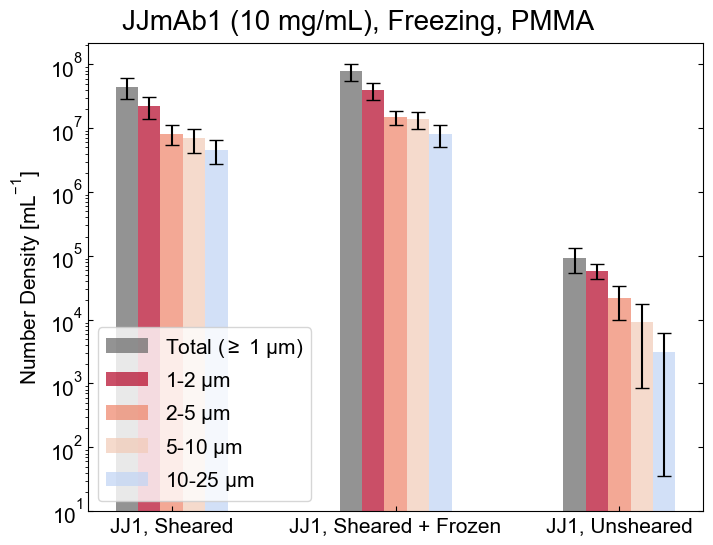 JJmAb1 (10 mg/mL), Freezing, PMMA
Number Density [mL⁻¹]
10⁸
10⁷
10⁶
10⁵
10⁴
10³
10²
10¹
Total (≥ 1 µm)
1-2 µm
2-5 µm
5-10 µm
10-25 µm
JJ1, Sheared
JJ1, Sheared + Frozen
JJ1, Unsheared